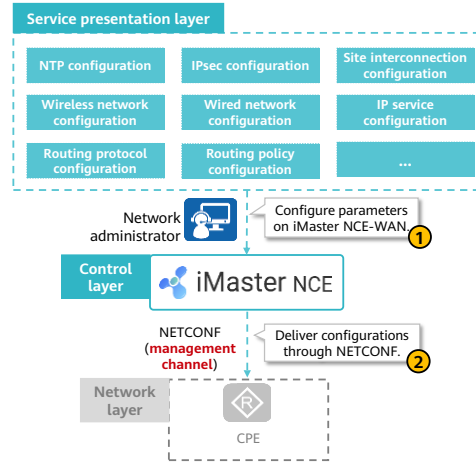 Service presentation layer
NTP configuration
IPsec configuration
Site interconnection
configuration
Wireless network
configuration
Wired network
configuration
IP service
configuration
Routing protocol
configuration
Routing policy
configuration
...
Network
administrator
Configure parameters
on iMaster NCE-WAN.
1
Control
layer
iMaster NCE
NETCONF
(management
channel)
Deliver configurations
through NETCONF.
2
Network
layer
R
CPE